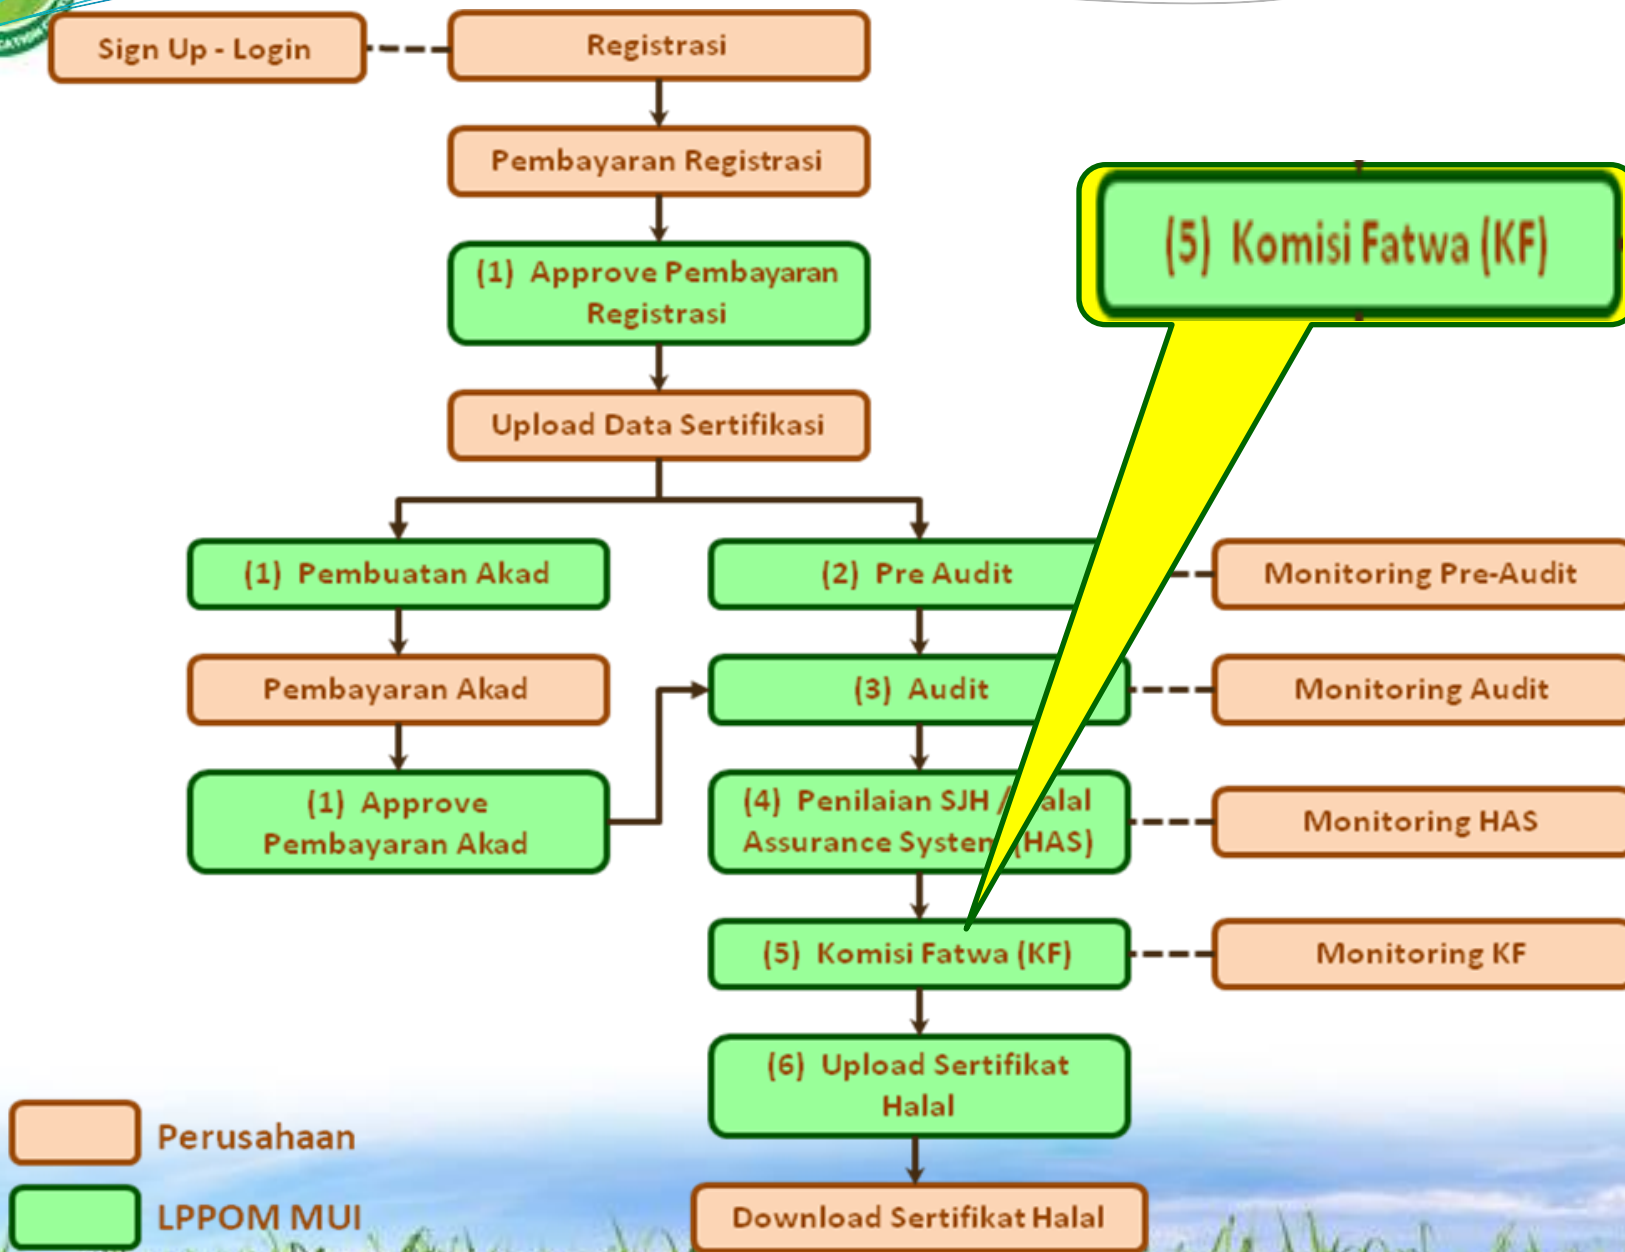 CATION
Sign Up - Login
Registrasi
Pembayaran Registrasi
(1) Approve Pembayaran
Registrasi
Upload Data Sertifikasi
(5) Komisi Fatwa (KF)
(1) Pembuatan Akad
(2) Pre Audit
Monitoring Pre-Audit
Pembayaran Akad
(3) Audit
Monitoring Audit
(1) Approve
Pembayaran Akad
(4) Penilaian SJH / alal
Assurance System (HAS)
Monitoring HAS
(5) Komisi Fatwa (KF)
Monitoring KF
(6) Upload Sertifikat
Halal
Perusahaan
LPPOM MUI
Download Sertifikat Halal